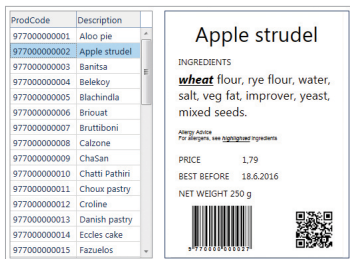 ProdCode Description
977000000001 Aloo pie
977000000002 Apple strudel
977000000003 Banitsa
977000000004 Belekoy
977000000005 Blachindla
977000000006 Briouat
977000000007 Bruttiboni
977000000008 Calzone
977000000009 ChaSan
977000000010 Chatti Pathiri
977000000011 Choux pastry
977000000012 Croline
977000000013 Danish pastry
977000000014 Eccles cake
977000000015 Fazuelos
Apple strudel
INGREDIENTS
wheat flour, rye flour, water,
salt, veg fat, improver, yeast,
mixed seeds.
Allergy Advice
For allergens, see highlighted ingredients
PRICE 1,79
BEST BEFORE 18.6.2016
NET WEIGHT 250 g
9 770000 000027